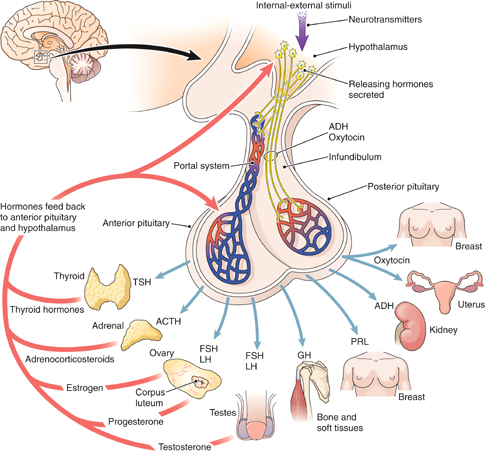 Internal-external stimuli
Neurotransmitters
Hypothalamus
Releasing hormones
secreted
ADH
Oxytocin
Portal system
Infundibulum
Posterior pituitary
Hormones feed back
to anterior pituitary
and hypothalamus
Anterior pituitary
Breast
Oxytocin
Thyroid
TSH
Uterus
ADH
Thyroid hormones
Kidney
Adrenal
ACTH
FSH
LH
FSH
LH
GH
PRL
Adrenocorticosteroids
Ovary
Estrogen
Corpus
luteum
Breast
Testes
Bone and
soft tissues
Progesterone
Testosterone